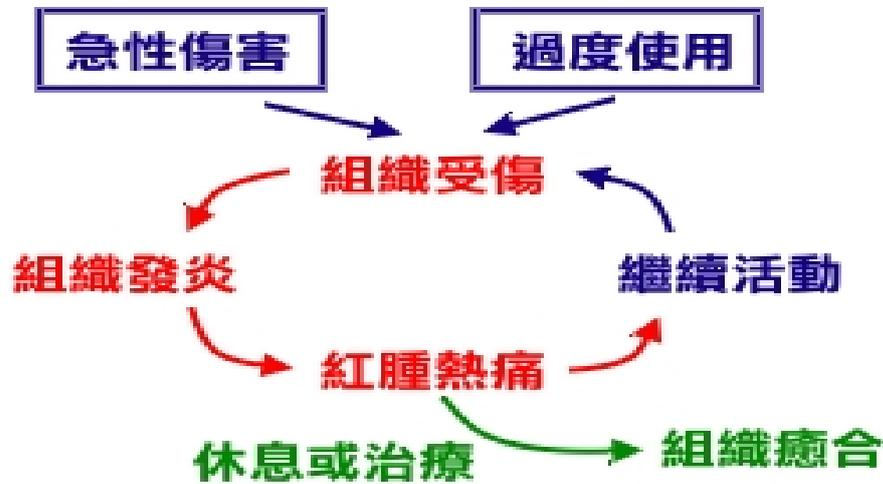 急性傷害
過度使用
組織受傷
組織發炎
繼續活動
紅腫熱痛
休息或治療
組織癒合